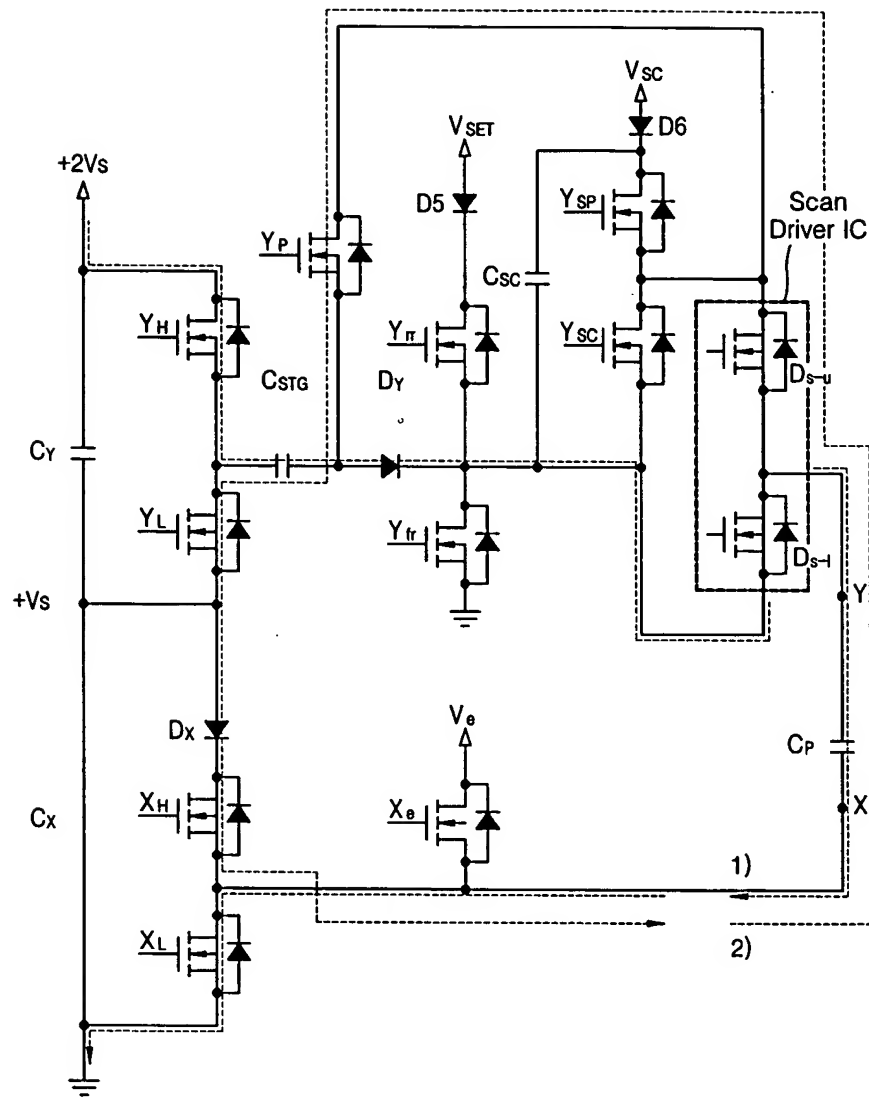 VSC
D6
VSET
+2Vs
D5
YSP
Scan
Driver IC
YP
CSC
YH
Yrr
YSC
CSTG
DY
Ds-u
CY
YL
Yfr
Ds-l
+Vs
Y
DX
Ve
CP
XH
Xe
X
CX
1)
XL
2)